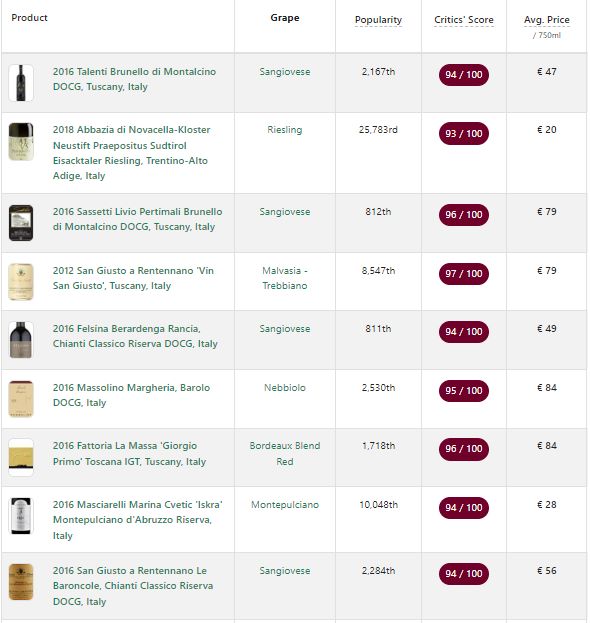 Product Grape Popularity Critics' Score Avg. Price
/ 750ml
2016 Talenti Brunello di Montalcino Sangiovese 2,167th 94 / 100 € 47
DOCG, Tuscany, Italy
2018 Abbazia di Novacella-Kloster Riesling 25,783rd 93 / 100 € 20
Neustift Praepositus Sudtirol
Eisacktaler Riesling, Trentino-Alto
Adige, Italy
2016 Sassetti Livio Pertimali Brunello Sangiovese 812th 96 / 100 € 79
di Montalcino DOCG, Tuscany, Italy
2012 San Giusto a Rentennano 'Vin Malvasia - 8,547th 97 / 100 € 79
San Giusto', Tuscany, Italy Trebbiano
2016 Felsina Berardenga Rancia, Sangiovese 811th 94 / 100 € 49
Chianti Classico Riserva DOCG, Italy
2016 Massolino Margheria, Barolo Nebbiolo 2,530th 95 / 100 € 84
DOCG, Italy
2016 Fattoria La Massa 'Giorgio Bordeaux Blend 1,718th 96 / 100 € 84
Primo' Toscana IGT, Tuscany, Italy Red
2016 Masciarelli Marina Cvetic 'Iskra' Montepulciano 10,048th 94 / 100 € 28
Montepulciano d'Abruzzo Riserva,
Italy
2016 San Giusto a Rentennano Le Sangiovese 2,284th 94 / 100 € 56
Baroncole, Chianti Classico Riserva
DOCG, Italy